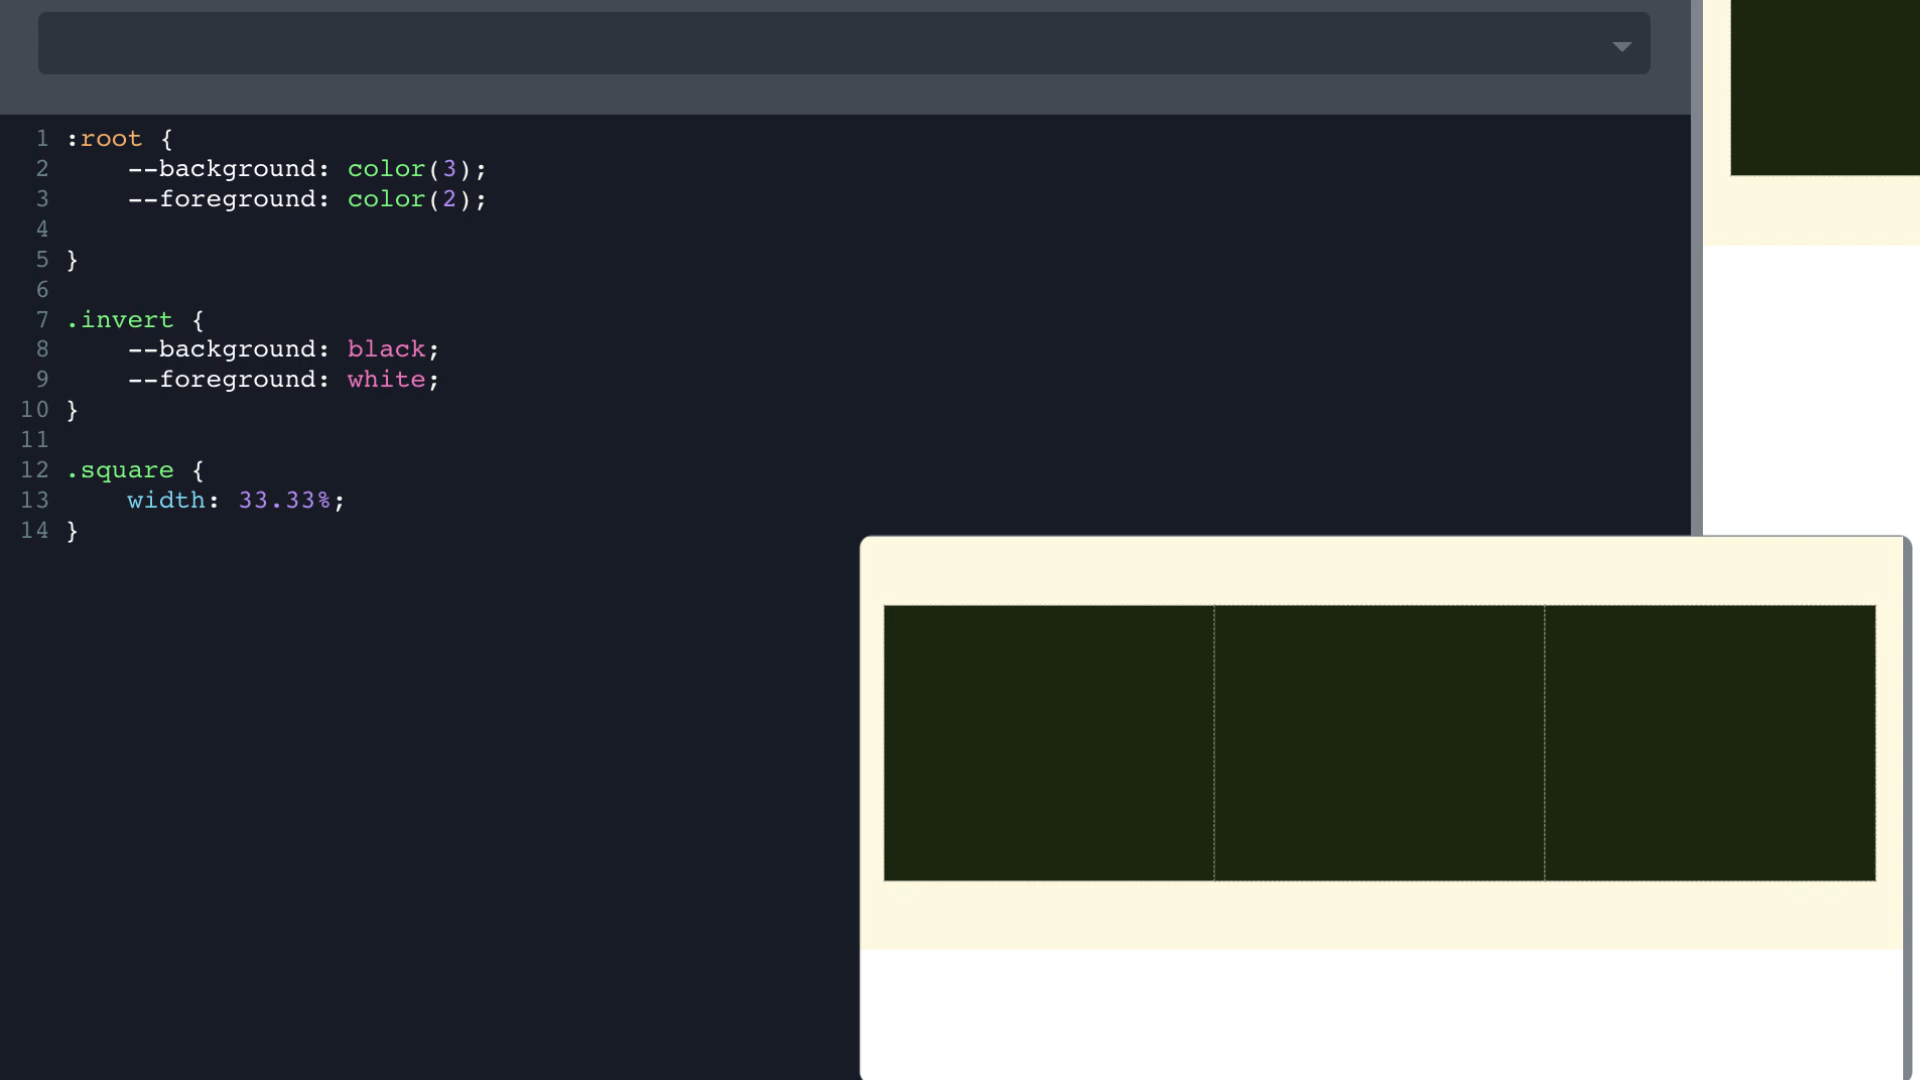 1 :root {
2 --background: color(3);
3 --foreground: color(2);
4
5 }
6
7 .invert {
8 --background: black;
9 --foreground: white;
10 }
11
12 .square {
13 width: 33.33%;
14 }